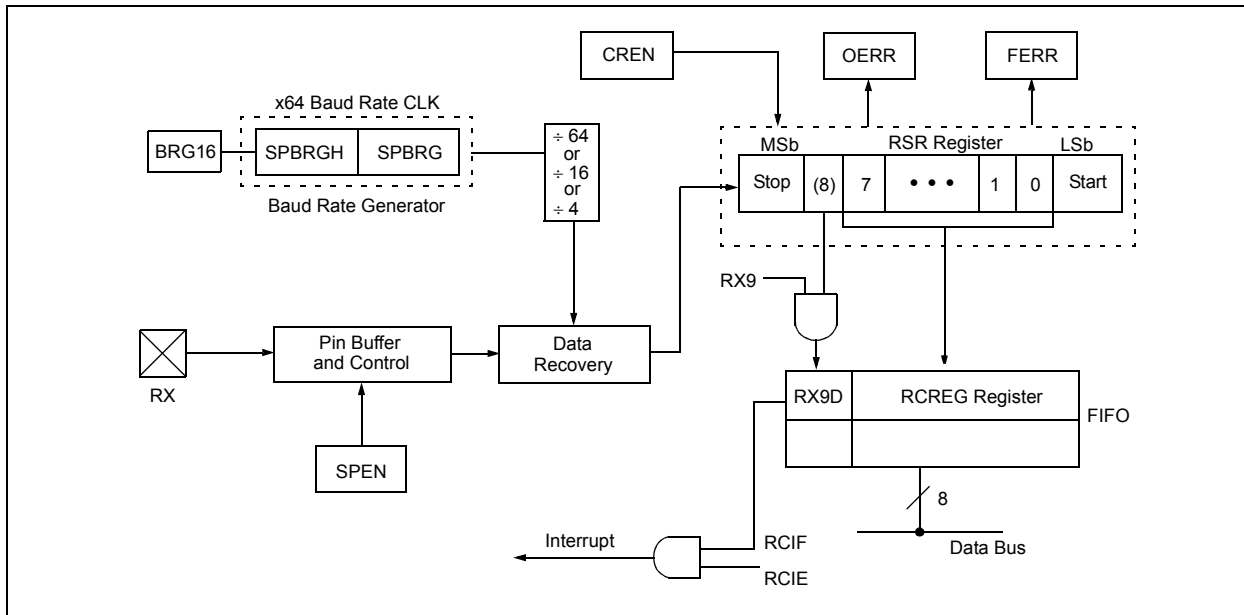 CREN
OERR
FERR
x64 Baud Rate CLK
BRG16
SPBRGH
SPBRG
Baud Rate Generator
÷ 64
or
÷ 16
or
÷ 4
MSb
RSR Register
LSb
Stop
(8)
7
• • •
1
0
Start
RX9
RX
Pin Buffer
and Control
Data
Recovery
SPEN
RX9D
RCREG Register
FIFO
8
Data Bus
Interrupt
RCIF
RCIE